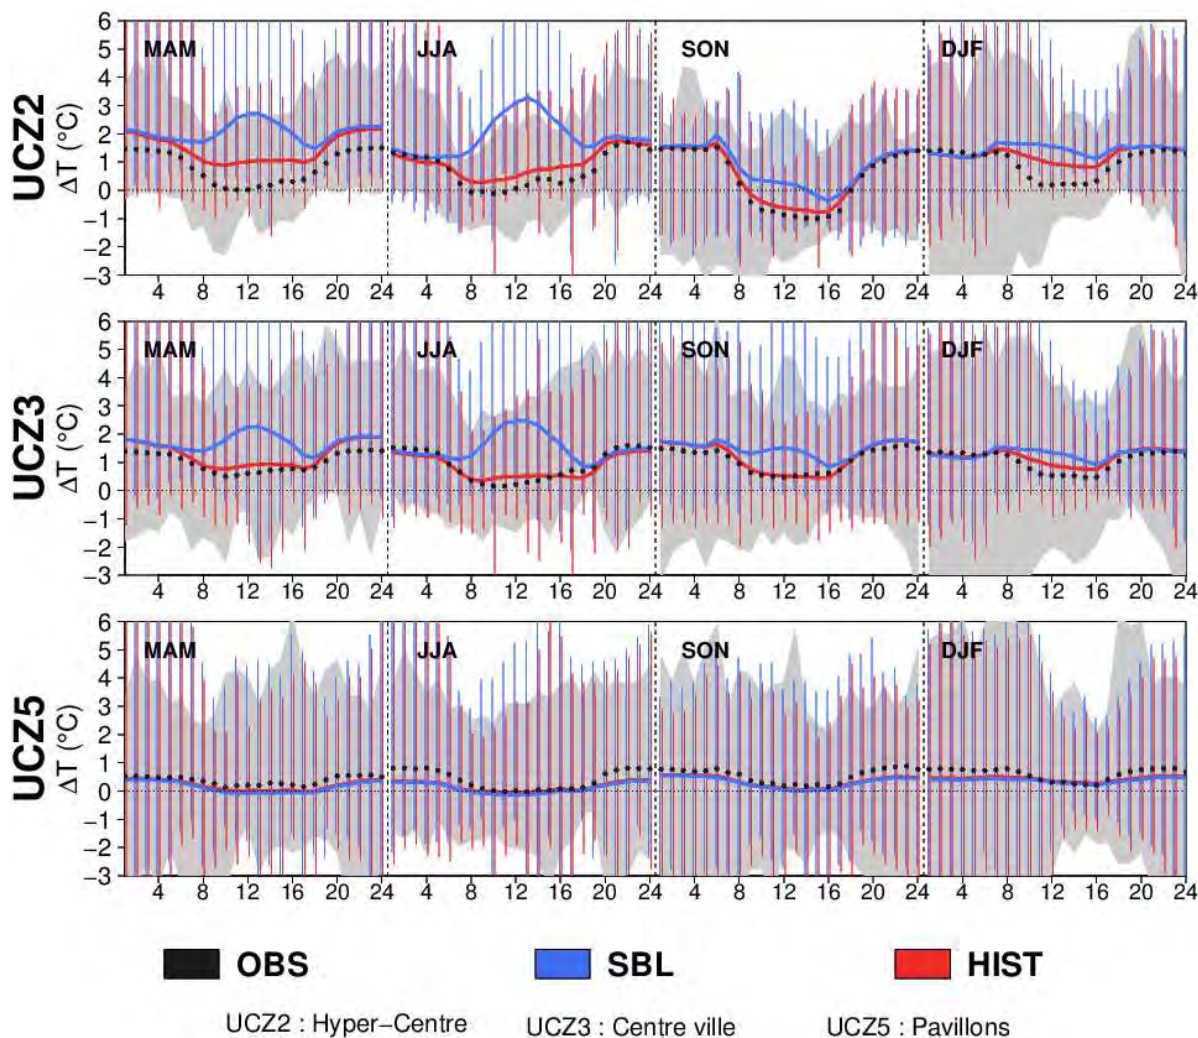 UCZ2
ΔT (°C)
6
5
4
3
2
1
0
−1
−2
−3
MAM JJA SON DJF
4 8 12 16 20 24 4 8 12 16 20 24 4 8 12 16 20 24 4 8 12 16 20 24
UCZ3
ΔT (°C)
6
5
4
3
2
1
0
−1
−2
−3
MAM JJA SON DJF
4 8 12 16 20 24 4 8 12 16 20 24 4 8 12 16 20 24 4 8 12 16 20 24
UCZ5
ΔT (°C)
6
5
4
3
2
1
0
−1
−2
−3
MAM JJA SON DJF
4 8 12 16 20 24 4 8 12 16 20 24 4 8 12 16 20 24 4 8 12 16 20 24
OBS SBL HIST
UCZ2 : Hyper−Centre UCZ3 : Centre ville UCZ5 : Pavillons